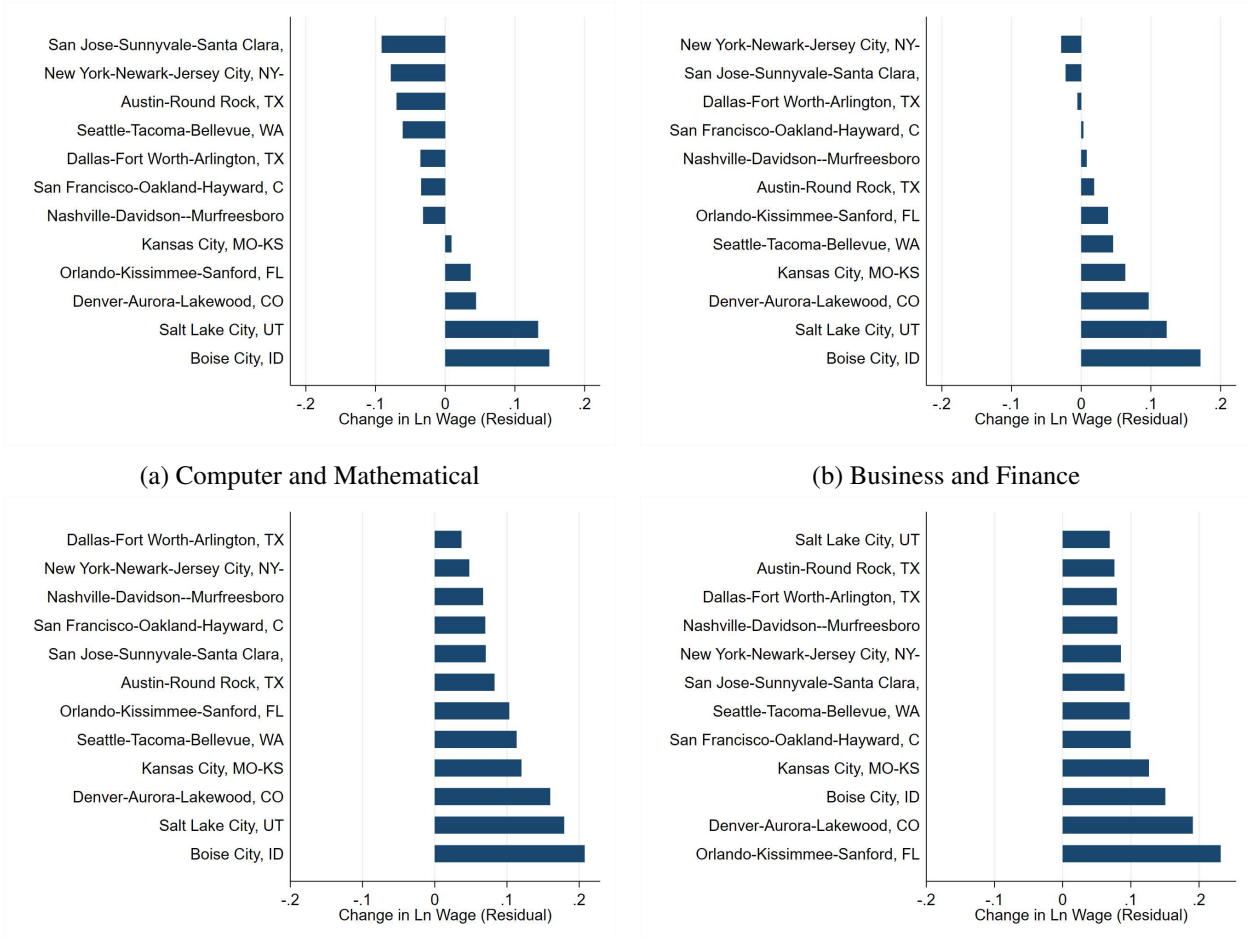 San Jose-Sunnyvale-Santa Clara,
New York-Newark-Jersey City, NY-
Austin-Round Rock, TX
Seattle-Tacoma-Bellevue, WA
Dallas-Fort Worth-Arlington, TX
San Francisco-Oakland-Hayward, C
Nashville-Davidson--Murfreesboro
Kansas City, MO-KS
Orlando-Kissimmee-Sanford, FL
Denver-Aurora-Lakewood, CO
Salt Lake City, UT
Boise City, ID
-.2 -.1 0 .1 .2
Change in Ln Wage (Residual)
(a) Computer and Mathematical
New York-Newark-Jersey City, NY-
San Jose-Sunnyvale-Santa Clara,
Dallas-Fort Worth-Arlington, TX
San Francisco-Oakland-Hayward, C
Nashville-Davidson--Murfreesboro
Austin-Round Rock, TX
Orlando-Kissimmee-Sanford, FL
Seattle-Tacoma-Bellevue, WA
Kansas City, MO-KS
Denver-Aurora-Lakewood, CO
Salt Lake City, UT
Boise City, ID
-.2 -.1 0 .1 .2
Change in Ln Wage (Residual)
(b) Business and Finance
Dallas-Fort Worth-Arlington, TX
New York-Newark-Jersey City, NY-
Nashville-Davidson--Murfreesboro
San Francisco-Oakland-Hayward, C
San Jose-Sunnyvale-Santa Clara,
Austin-Round Rock, TX
Orlando-Kissimmee-Sanford, FL
Seattle-Tacoma-Bellevue, WA
Kansas City, MO-KS
Denver-Aurora-Lakewood, CO
Salt Lake City, UT
Boise City, ID
-.2 -.1 0 .1 .2
Change in Ln Wage (Residual)
Salt Lake City, UT
Austin-Round Rock, TX
Dallas-Fort Worth-Arlington, TX
Nashville-Davidson--Murfreesboro
New York-Newark-Jersey City, NY-
San Jose-Sunnyvale-Santa Clara,
Seattle-Tacoma-Bellevue, WA
San Francisco-Oakland-Hayward, C
Kansas City, MO-KS
Boise City, ID
Denver-Aurora-Lakewood, CO
Orlando-Kissimmee-Sanford, FL
-.2 -.1 0 .1 .2
Change in Ln Wage (Residual)